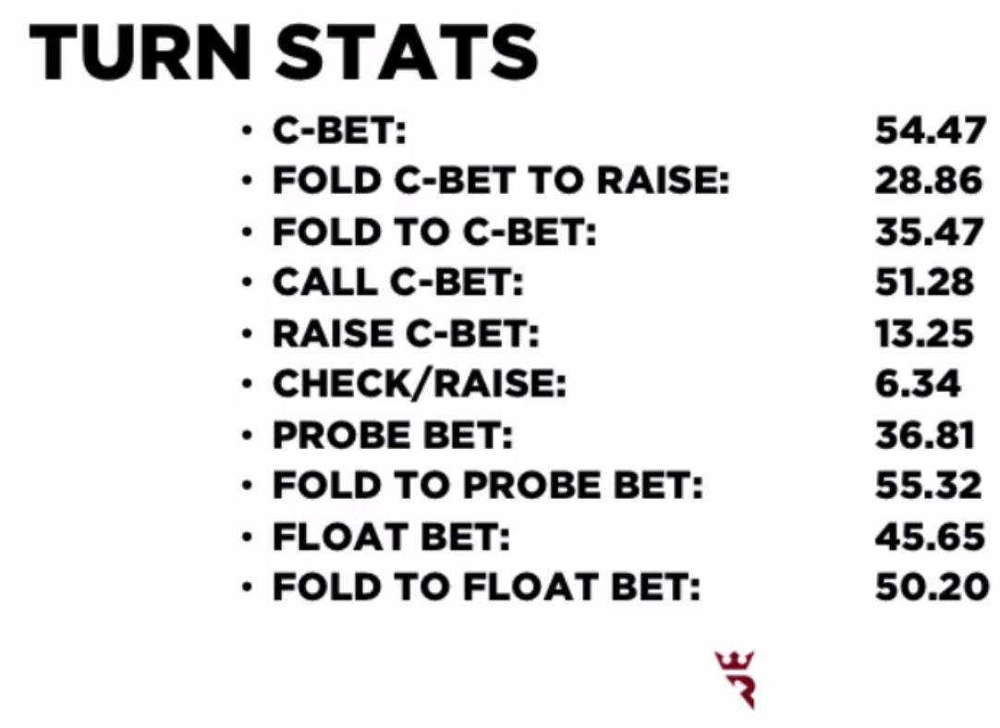 TURN STATS
• C-BET: 54.47
• FOLD C-BET TO RAISE: 28.86
• FOLD TO C-BET: 35.47
• CALL C-BET: 51.28
• RAISE C-BET: 13.25
• CHECK/RAISE: 6.34
• PROBE BET: 36.81
• FOLD TO PROBE BET: 55.32
• FLOAT BET: 45.65
• FOLD TO FLOAT BET: 50.20